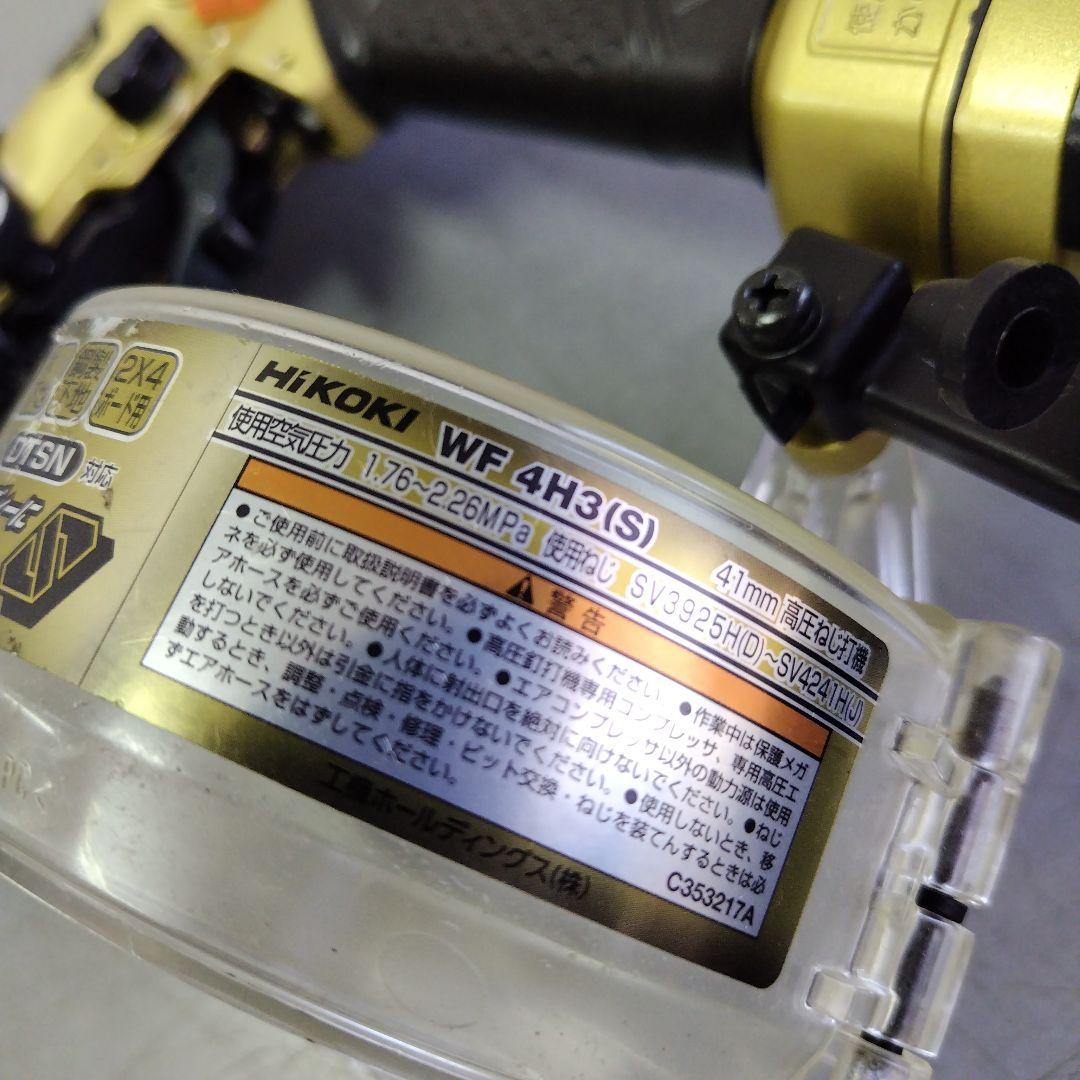 2X4
ボード用
DTSN 対応
HiKOKI WF 4H3(S) 41mm 高圧ねじ打機
使用空気圧力 1.76~2.26MPa 使用ねじ SV3925H(D)~SV4241H(J)
警告
●ご使用前に取扱説明書を必ずよくお読みください。●作業中は保護メガ
ネを必ず使用してください。●高圧釘打機専用コンプレッサ、専用高圧エ
アホースを必ずご使用ください。●エアコンプレッサ以外の動力源は使用
しないでください。●人体に射出口を絶対に向けないでください。●ねじ
を打つとき以外は引金に指をかけないでください。●使用しないとき、移
動するとき、調整・点検・修理・ビット交換・ねじを装てんするときは必
ずエアホースをはずしてください。
C353217A
工機ホールディングス(株)